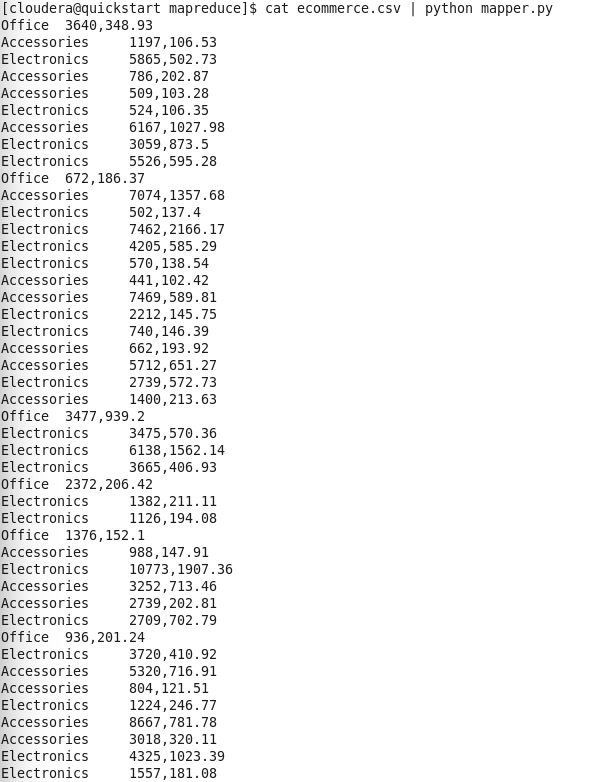 [cloudera@quickstart mapreduce]$ cat ecommerce.csv | python mapper.py
Office	3640,348.93
Accessories	1197,106.53
Electronics	5865,502.73
Accessories	786,202.87
Accessories	509,103.28
Electronics	524,106.35
Accessories	6167,1027.98
Electronics	3059,873.5
Electronics	5526,595.28
Office	672,186.37
Accessories	7074,1357.68
Electronics	502,137.4
Electronics	7462,2166.17
Electronics	4205,585.29
Electronics	570,138.54
Accessories	441,102.42
Accessories	7469,589.81
Electronics	2212,145.75
Electronics	740,146.39
Accessories	662,193.92
Accessories	5712,651.27
Electronics	2739,572.73
Accessories	1400,213.63
Office	3477,939.2
Electronics	3475,570.36
Electronics	6138,1562.14
Electronics	3665,406.93
Office	2372,206.42
Electronics	1382,211.11
Electronics	1126,194.08
Office	1376,152.1
Accessories	988,147.91
Electronics	10773,1907.36
Accessories	3252,713.46
Accessories	2739,202.81
Electronics	2709,702.79
Office	936,201.24
Electronics	3720,410.92
Accessories	5320,716.91
Accessories	804,121.51
Electronics	1224,246.77
Accessories	8667,781.78
Accessories	3018,320.11
Electronics	4325,1023.39
Electronics	1557,181.08